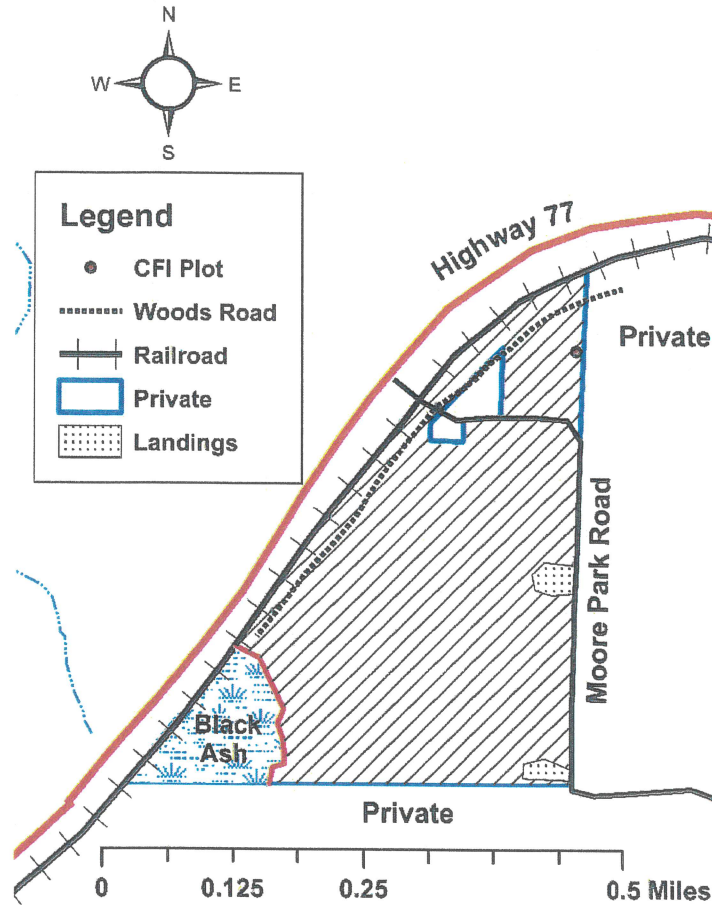 N
W
E
S
Legend
CFI Plot
Woods Road
Railroad
Private
Landings
Highway 77
Private
Moore Park Road
Black
Ash
Private
0
0.125
0.25
0.5 Miles